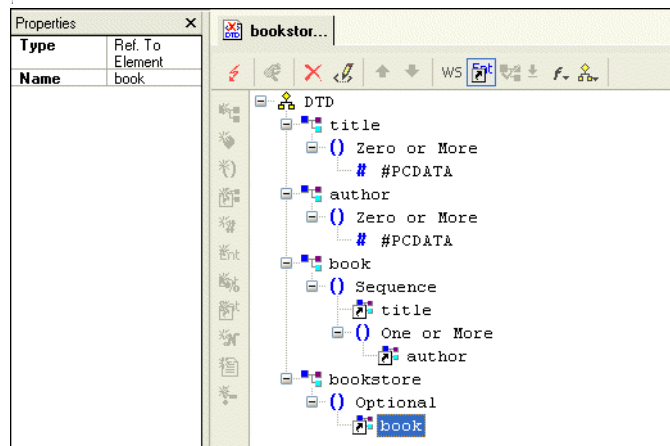 Properties
Type Ref. To Element
Name book
bookstor...
WS Ent
DTD
title
() Zero or More
# #PCDATA
author
() Zero or More
# #PCDATA
book
() Sequence
title
() One or More
author
bookstore
() Optional
book